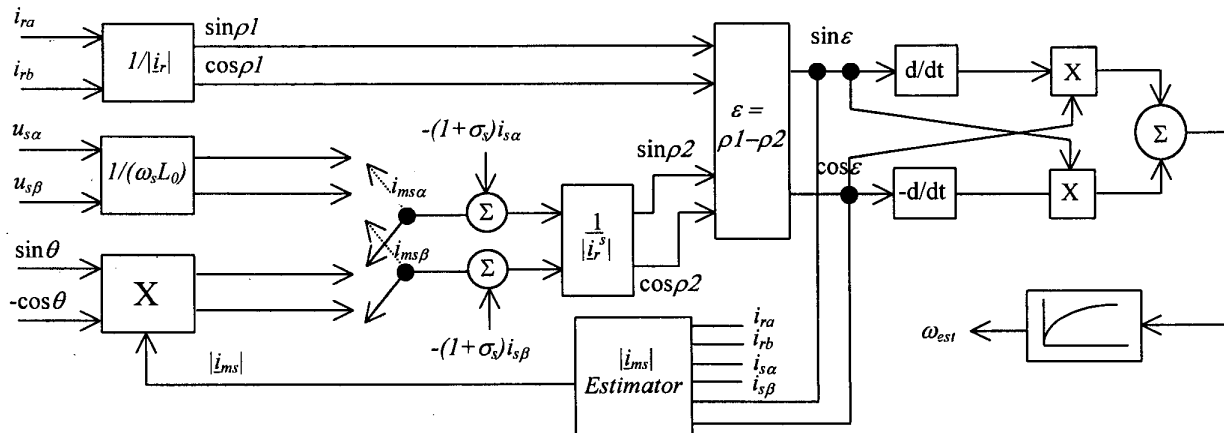 i_ra
i_rb
1/|i_r|
sinρ1
cosρ1
u_sα
u_sβ
1/(ω_sL_0)
sinθ
-cosθ
X
|i_ms|
i_msα
i_msβ
-(1+σ_s)i_sα
Σ
Σ
-(1+σ_s)i_sβ
1
|i_r^s|
sinρ2
cosρ2
ε =
ρ1−ρ2
sinε
cosε
d/dt
-d/dt
X
X
Σ
|i_ms|
Estimator
i_ra
i_rb
i_sα
i_sβ
ω_est